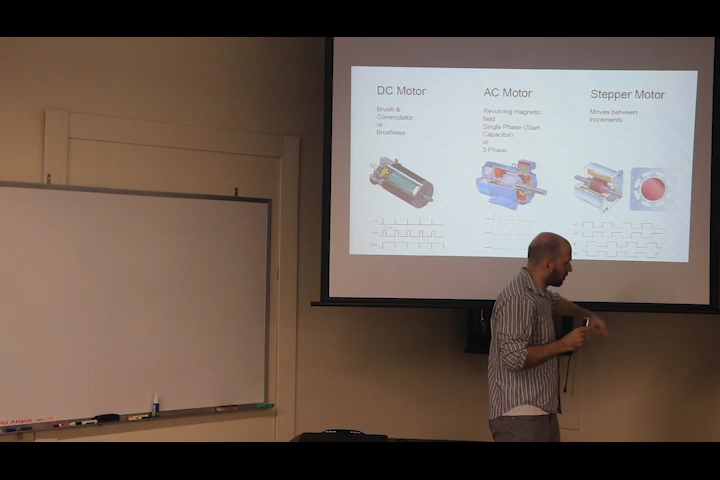 DC Motor
Brush &
Commutator
or
Brushless
AC Motor
Revolving magnetic
field
Single Phase (Start
Capacitor)
or
3-Phase
Stepper Motor
Moves between
increments.